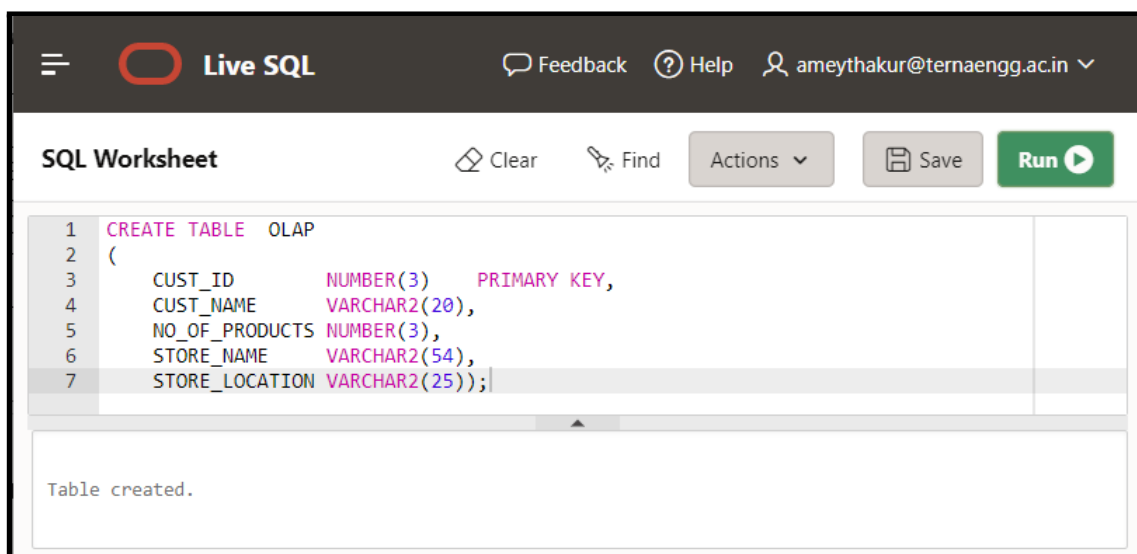 Live SQL Feedback Help ameythakur@ternaengg.ac.in
SQL Worksheet Clear Find Actions Save Run
1 CREATE TABLE  OLAP
2 (
3     CUST_ID        NUMBER(3)    PRIMARY KEY,
4     CUST_NAME      VARCHAR2(20),
5     NO_OF_PRODUCTS NUMBER(3),
6     STORE_NAME     VARCHAR2(54),
7     STORE_LOCATION VARCHAR2(25));
Table created.